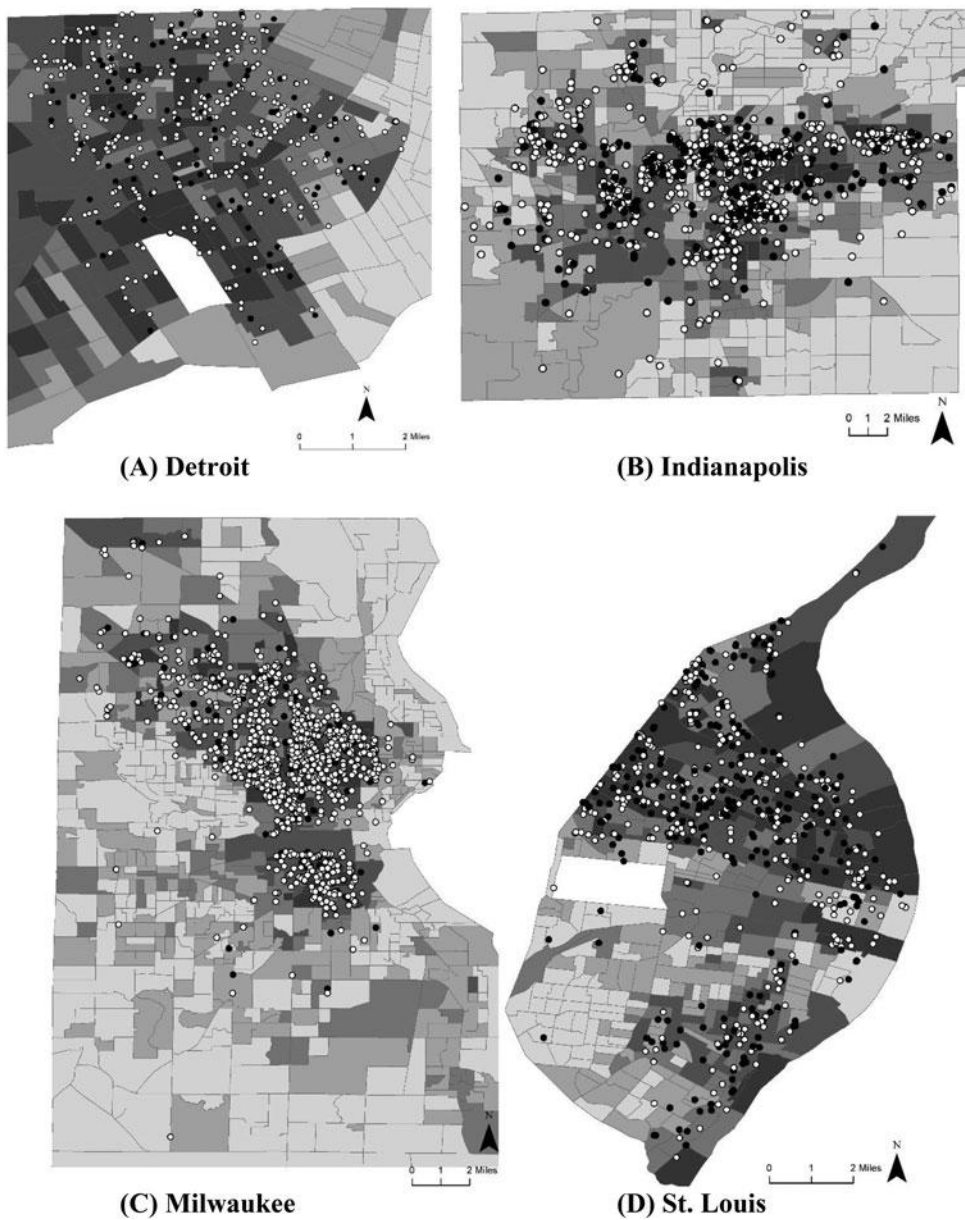 N
0 1 2 Miles
(A) Detroit
N
0 1 2 Miles
(B) Indianapolis
N
0 1 2 Miles
(C) Milwaukee
N
0 2 4 Miles
(D) St. Louis